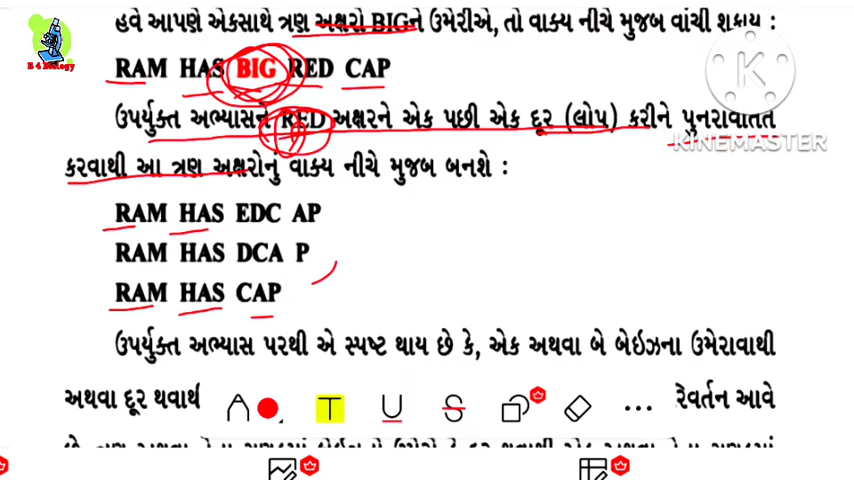 હવે આપણે એકસાથે ત્રણ અક્ષરો BIGને ઉમેરીએ, તો વાક્ય નીચે મુજબ વાંચી શકાય :
B 4 Biology
RAM HAS BIG RED CAP
ઉપર્યુક્ત અભ્યાસને RED અક્ષરને એક પછી એક દૂર (લોપ) કરીને પુનરાવર્તિત
KINEMASTER
કરવાથી આ ત્રણ અક્ષરોનું વાક્ય નીચે મુજબ બનશે :
RAM HAS EDC AP
RAM HAS DCA P
RAM HAS CAP
ઉપર્યુક્ત અભ્યાસ પરથી એ સ્પષ્ટ થાય છે કે, એક અથવા બે બેઇઝના ઉમેરાવાથી
અથવા દૂર થવાર્થ રેવર્તન આવે